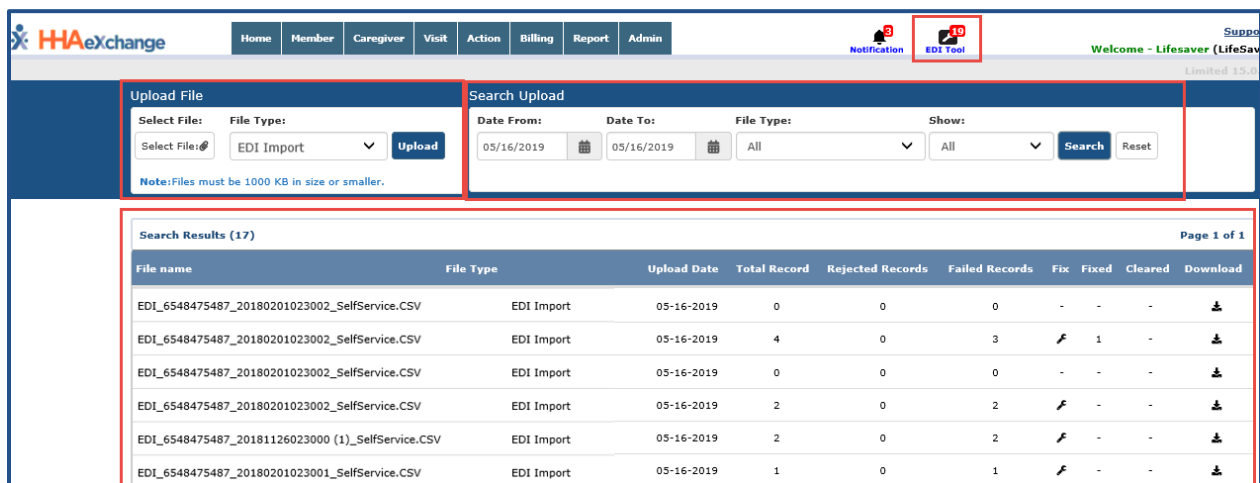 HHAeXchange
Home Member Caregiver Visit Action Billing Report Admin
3
Notification
19
EDI Tool
Suppo
Welcome - Lifesaver (LifeSav
Limited 15.0
Upload File
Select File: File Type:
Select File: EDI Import Upload
Note:Files must be 1000 KB in size or smaller.
Search Upload
Date From: Date To: File Type: Show:
05/16/2019 05/16/2019 All All Search Reset
Search Results (17) Page 1 of 1
File name File Type Upload Date Total Record Rejected Records Failed Records Fix Fixed Cleared Download
EDI_6548475487_20180201023002_SelfService.CSV EDI Import 05-16-2019 0 0 0 - - -
EDI_6548475487_20180201023002_SelfService.CSV EDI Import 05-16-2019 4 0 3 1 -
EDI_6548475487_20180201023002_SelfService.CSV EDI Import 05-16-2019 0 0 0 - - -
EDI_6548475487_20180201023002_SelfService.CSV EDI Import 05-16-2019 2 0 2 - -
EDI_6548475487_20181126023000 (1)_SelfService.CSV EDI Import 05-16-2019 2 0 2 - -
EDI_6548475487_20180201023001_SelfService.CSV EDI Import 05-16-2019 1 0 1 - -